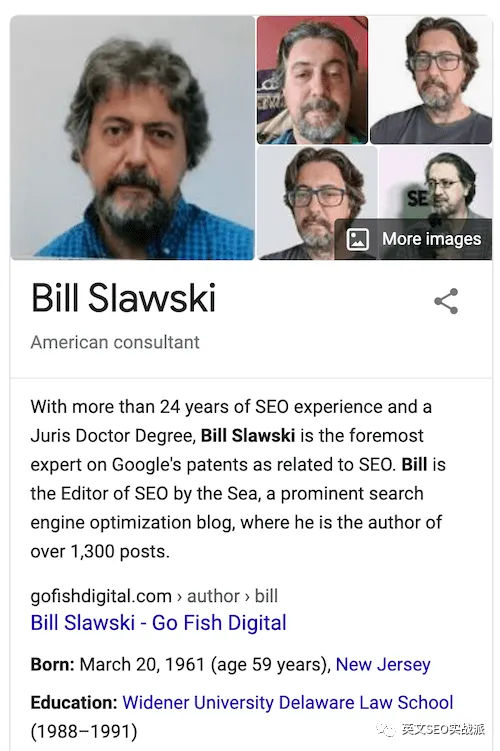 SE
More images
Bill Slawski
American consultant
With more than 24 years of SEO experience and a
Juris Doctor Degree, Bill Slawski is the foremost
expert on Google's patents as related to SEO. Bill is
the Editor of SEO by the Sea, a prominent search
engine optimization blog, where he is the author of
over 1,300 posts.
gofishdigital.com › author › bill
Bill Slawski - Go Fish Digital
Born: March 20, 1961 (age 59 years), New Jersey
Education: Widener University Delaware Law School
(1988–1991)
英文SEO实战派